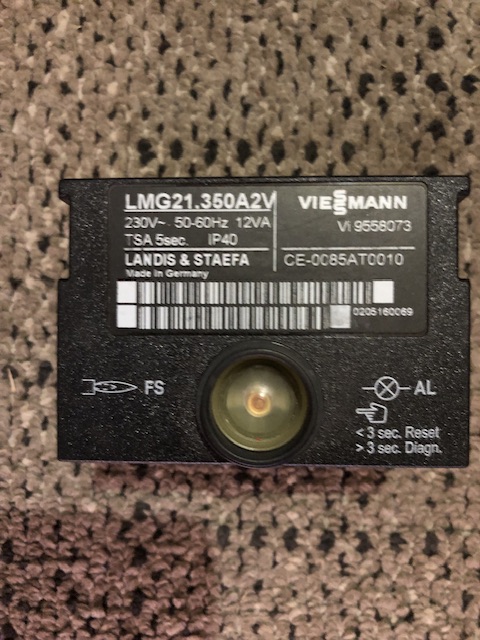 LMG21.350A2V
230V~ 50-60Hz 12VA
TSA 5sec. IP40
LANDIS & STAEFA
Made in Germany
VIESSMANN
Vi 9558073
CE-0085AT0010
0205160069
FS
AL
< 3 sec. Reset
> 3 sec. Diagn.